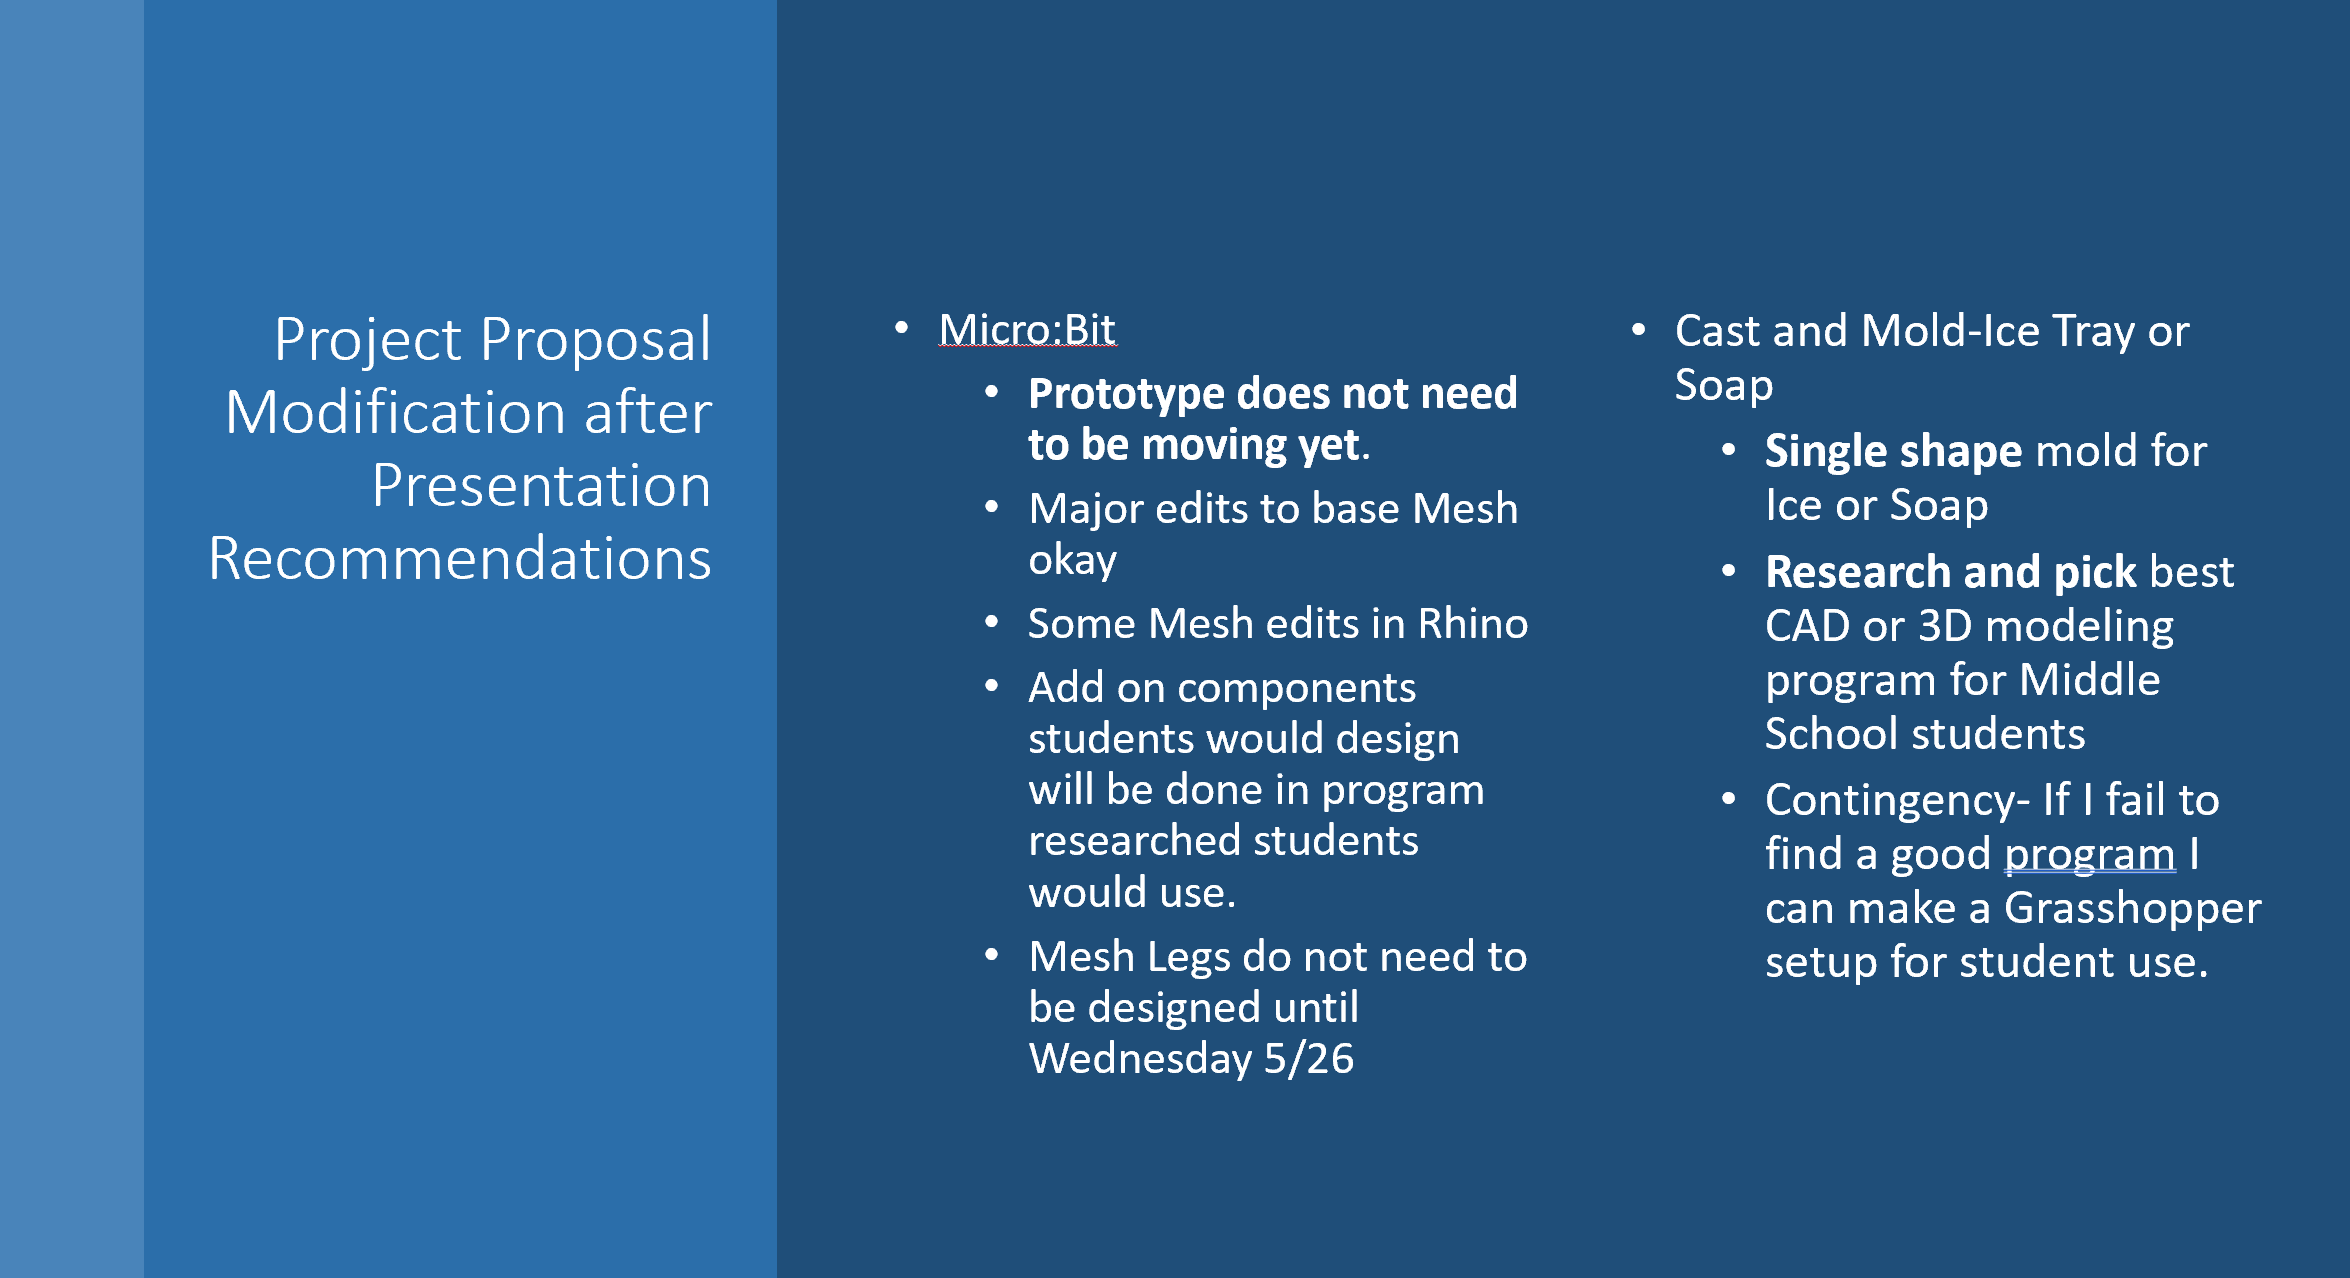 Project Proposal
Modification after
Presentation
Recommendations
• Micro:Bit
• Prototype does not need
to be moving yet.
• Major edits to base Mesh
okay
• Some Mesh edits in Rhino
• Add on components
students would design
will be done in program
researched students
would use.
• Mesh Legs do not need to
be designed until
Wednesday 5/26
• Cast and Mold-Ice Tray or
Soap
• Single shape mold for
Ice or Soap
• Research and pick best
CAD or 3D modeling
program for Middle
School students
• Contingency- If I fail to
find a good program I
can make a Grasshopper
setup for student use.